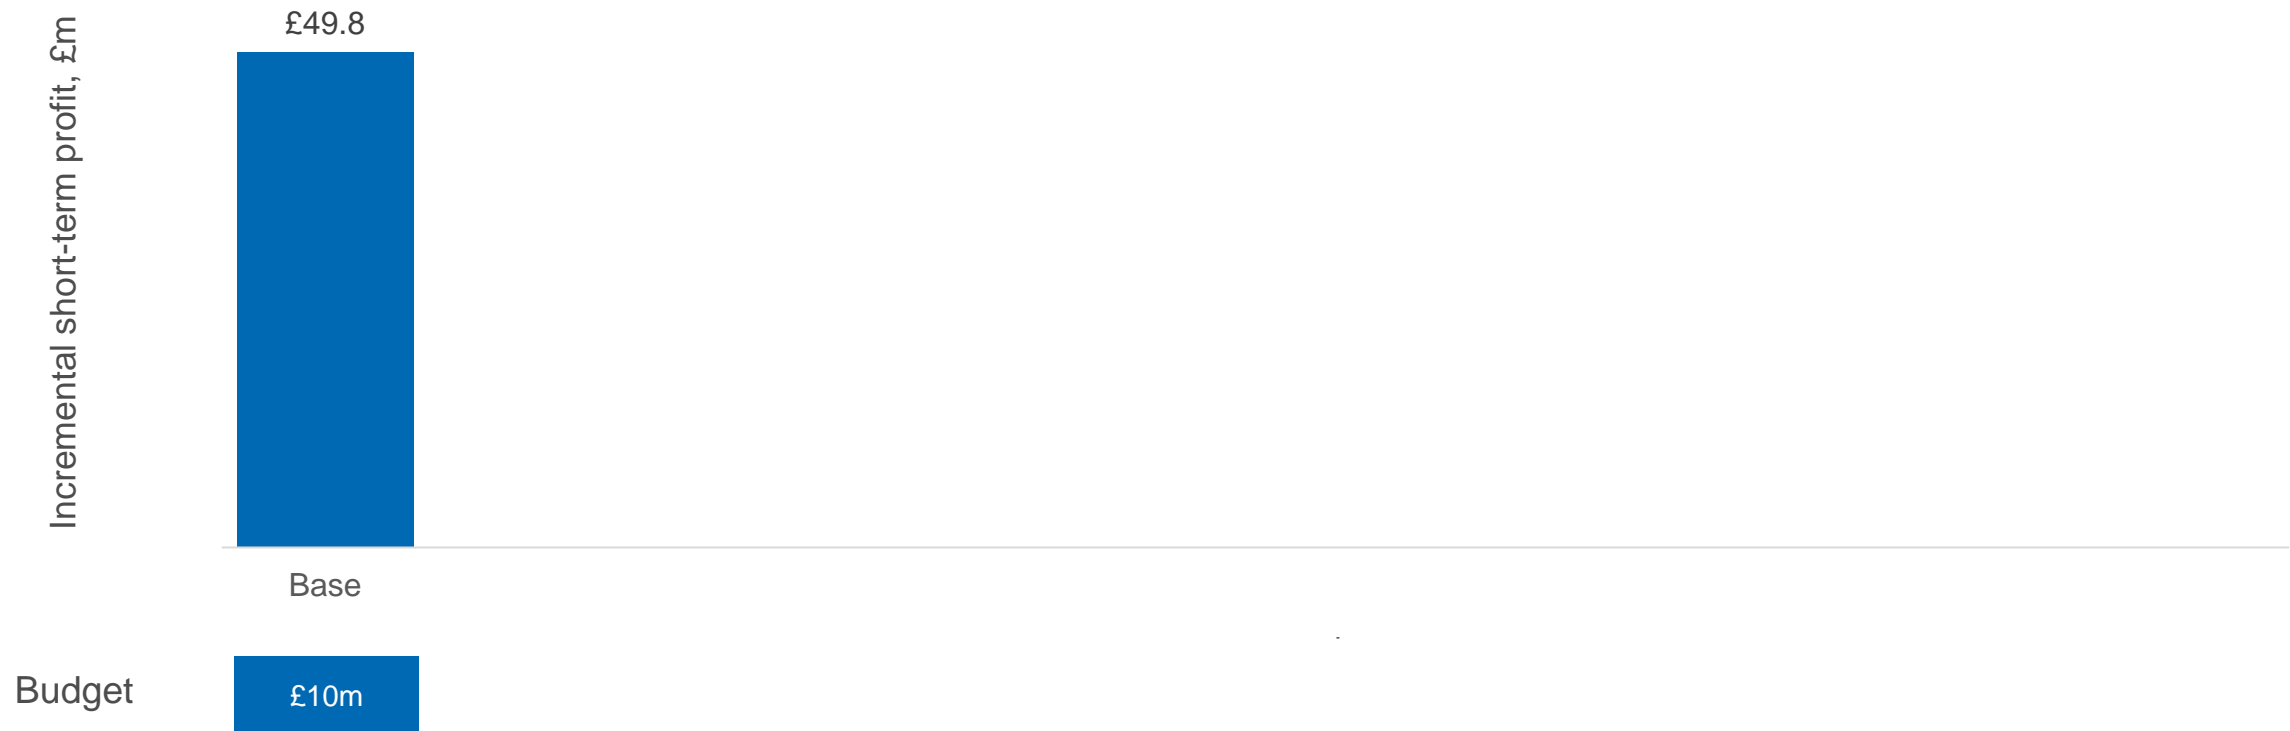 £49.8
Incremental short-term profit, £m
Base
Budget
£10m